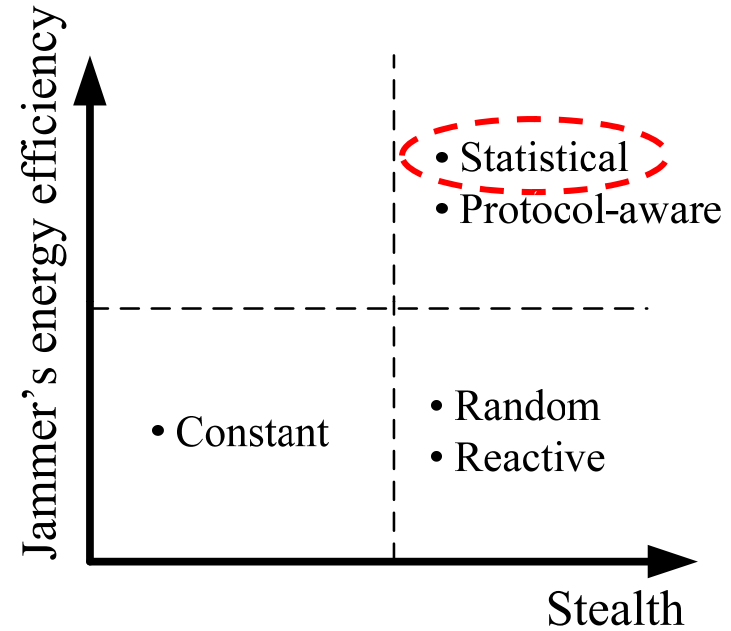 Jammer's energy efficiency
• Statistical
• Protocol-aware
• Constant
• Random
• Reactive
Stealth